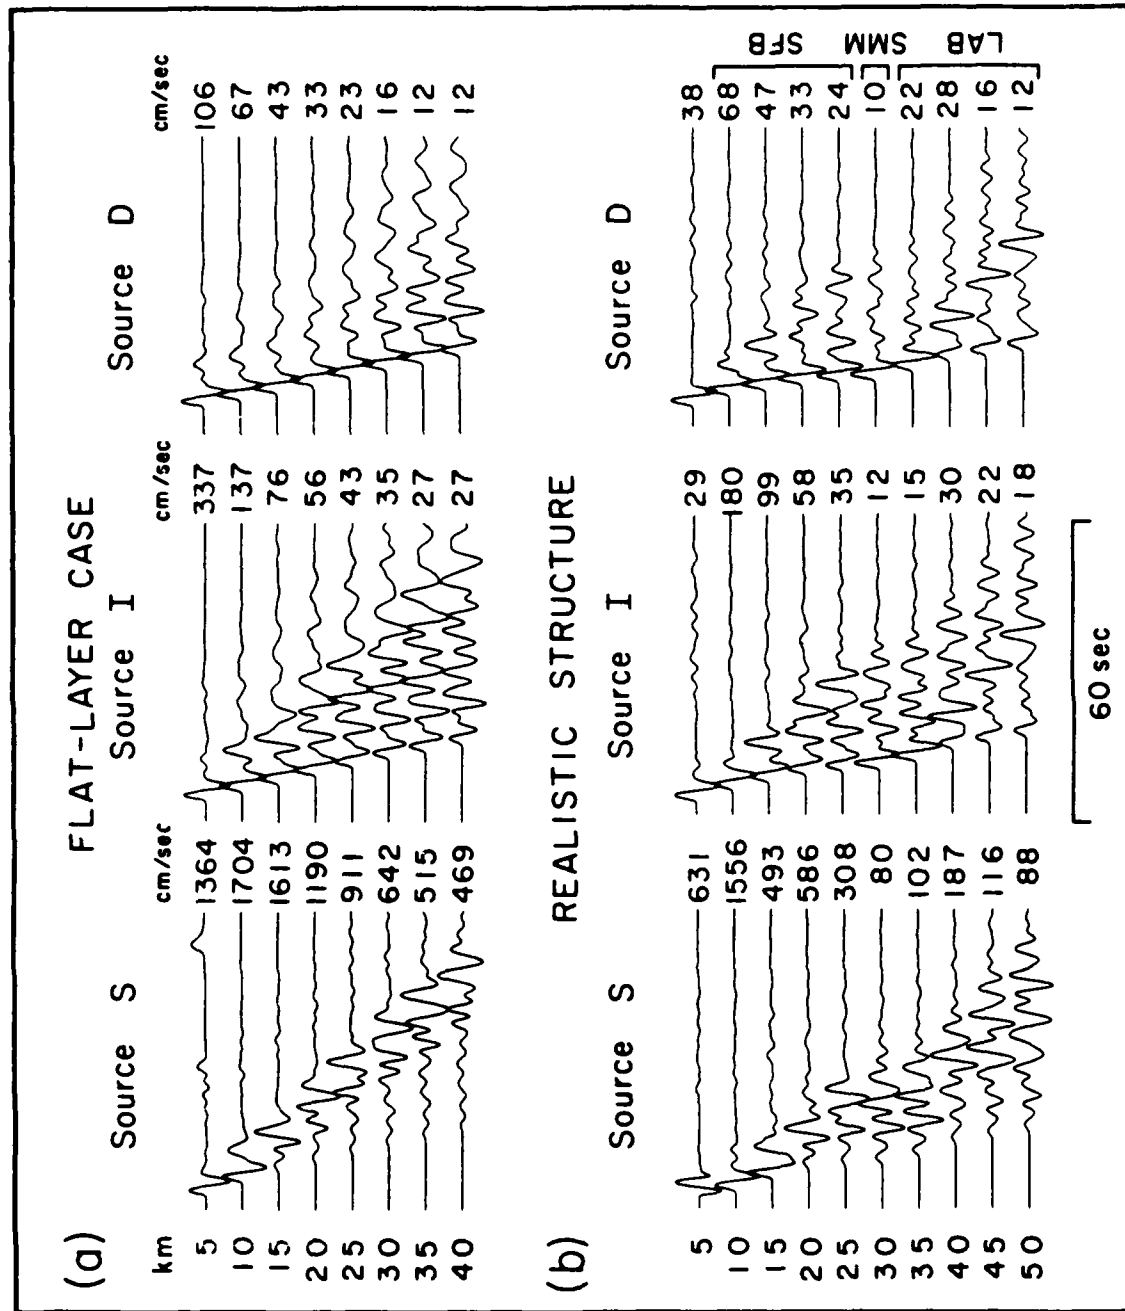 (a)
FLAT-LAYER CASE
Source S
Source I
Source D
km cm/sec cm/sec cm/sec
5 1364 337 106
10 1704 137 67
15 1613 76 43
20 1190 56 33
25 911 43 23
30 642 35 16
35 515 27 12
40 469 27 12
(b)
REALISTIC STRUCTURE
Source S
Source I
Source D
5 631 29 38
10 1556 180 68
15 493 99 47
20 586 58 33
25 308 35 24
30 80 12 10
35 102 15 22
40 187 30 28
45 116 22 16
50 88 18 12
SFB
SMM
LAB
60 sec